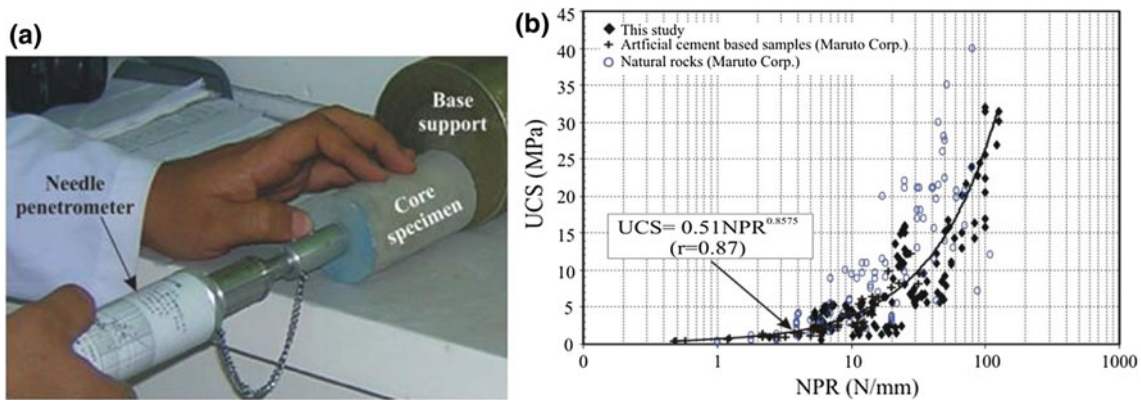 (a)
Base
support
Needle
penetrometer
Core
specimen
(b)
This study
Artficial cement based samples (Maruto Corp.)
Natural rocks (Maruto Corp.)
UCS= 0.51NPR^0.8575
(r=0.87)
UCS (MPa)
45
40
35
30
25
20
15
10
5
0
0 1 10 100 1000
NPR (N/mm)